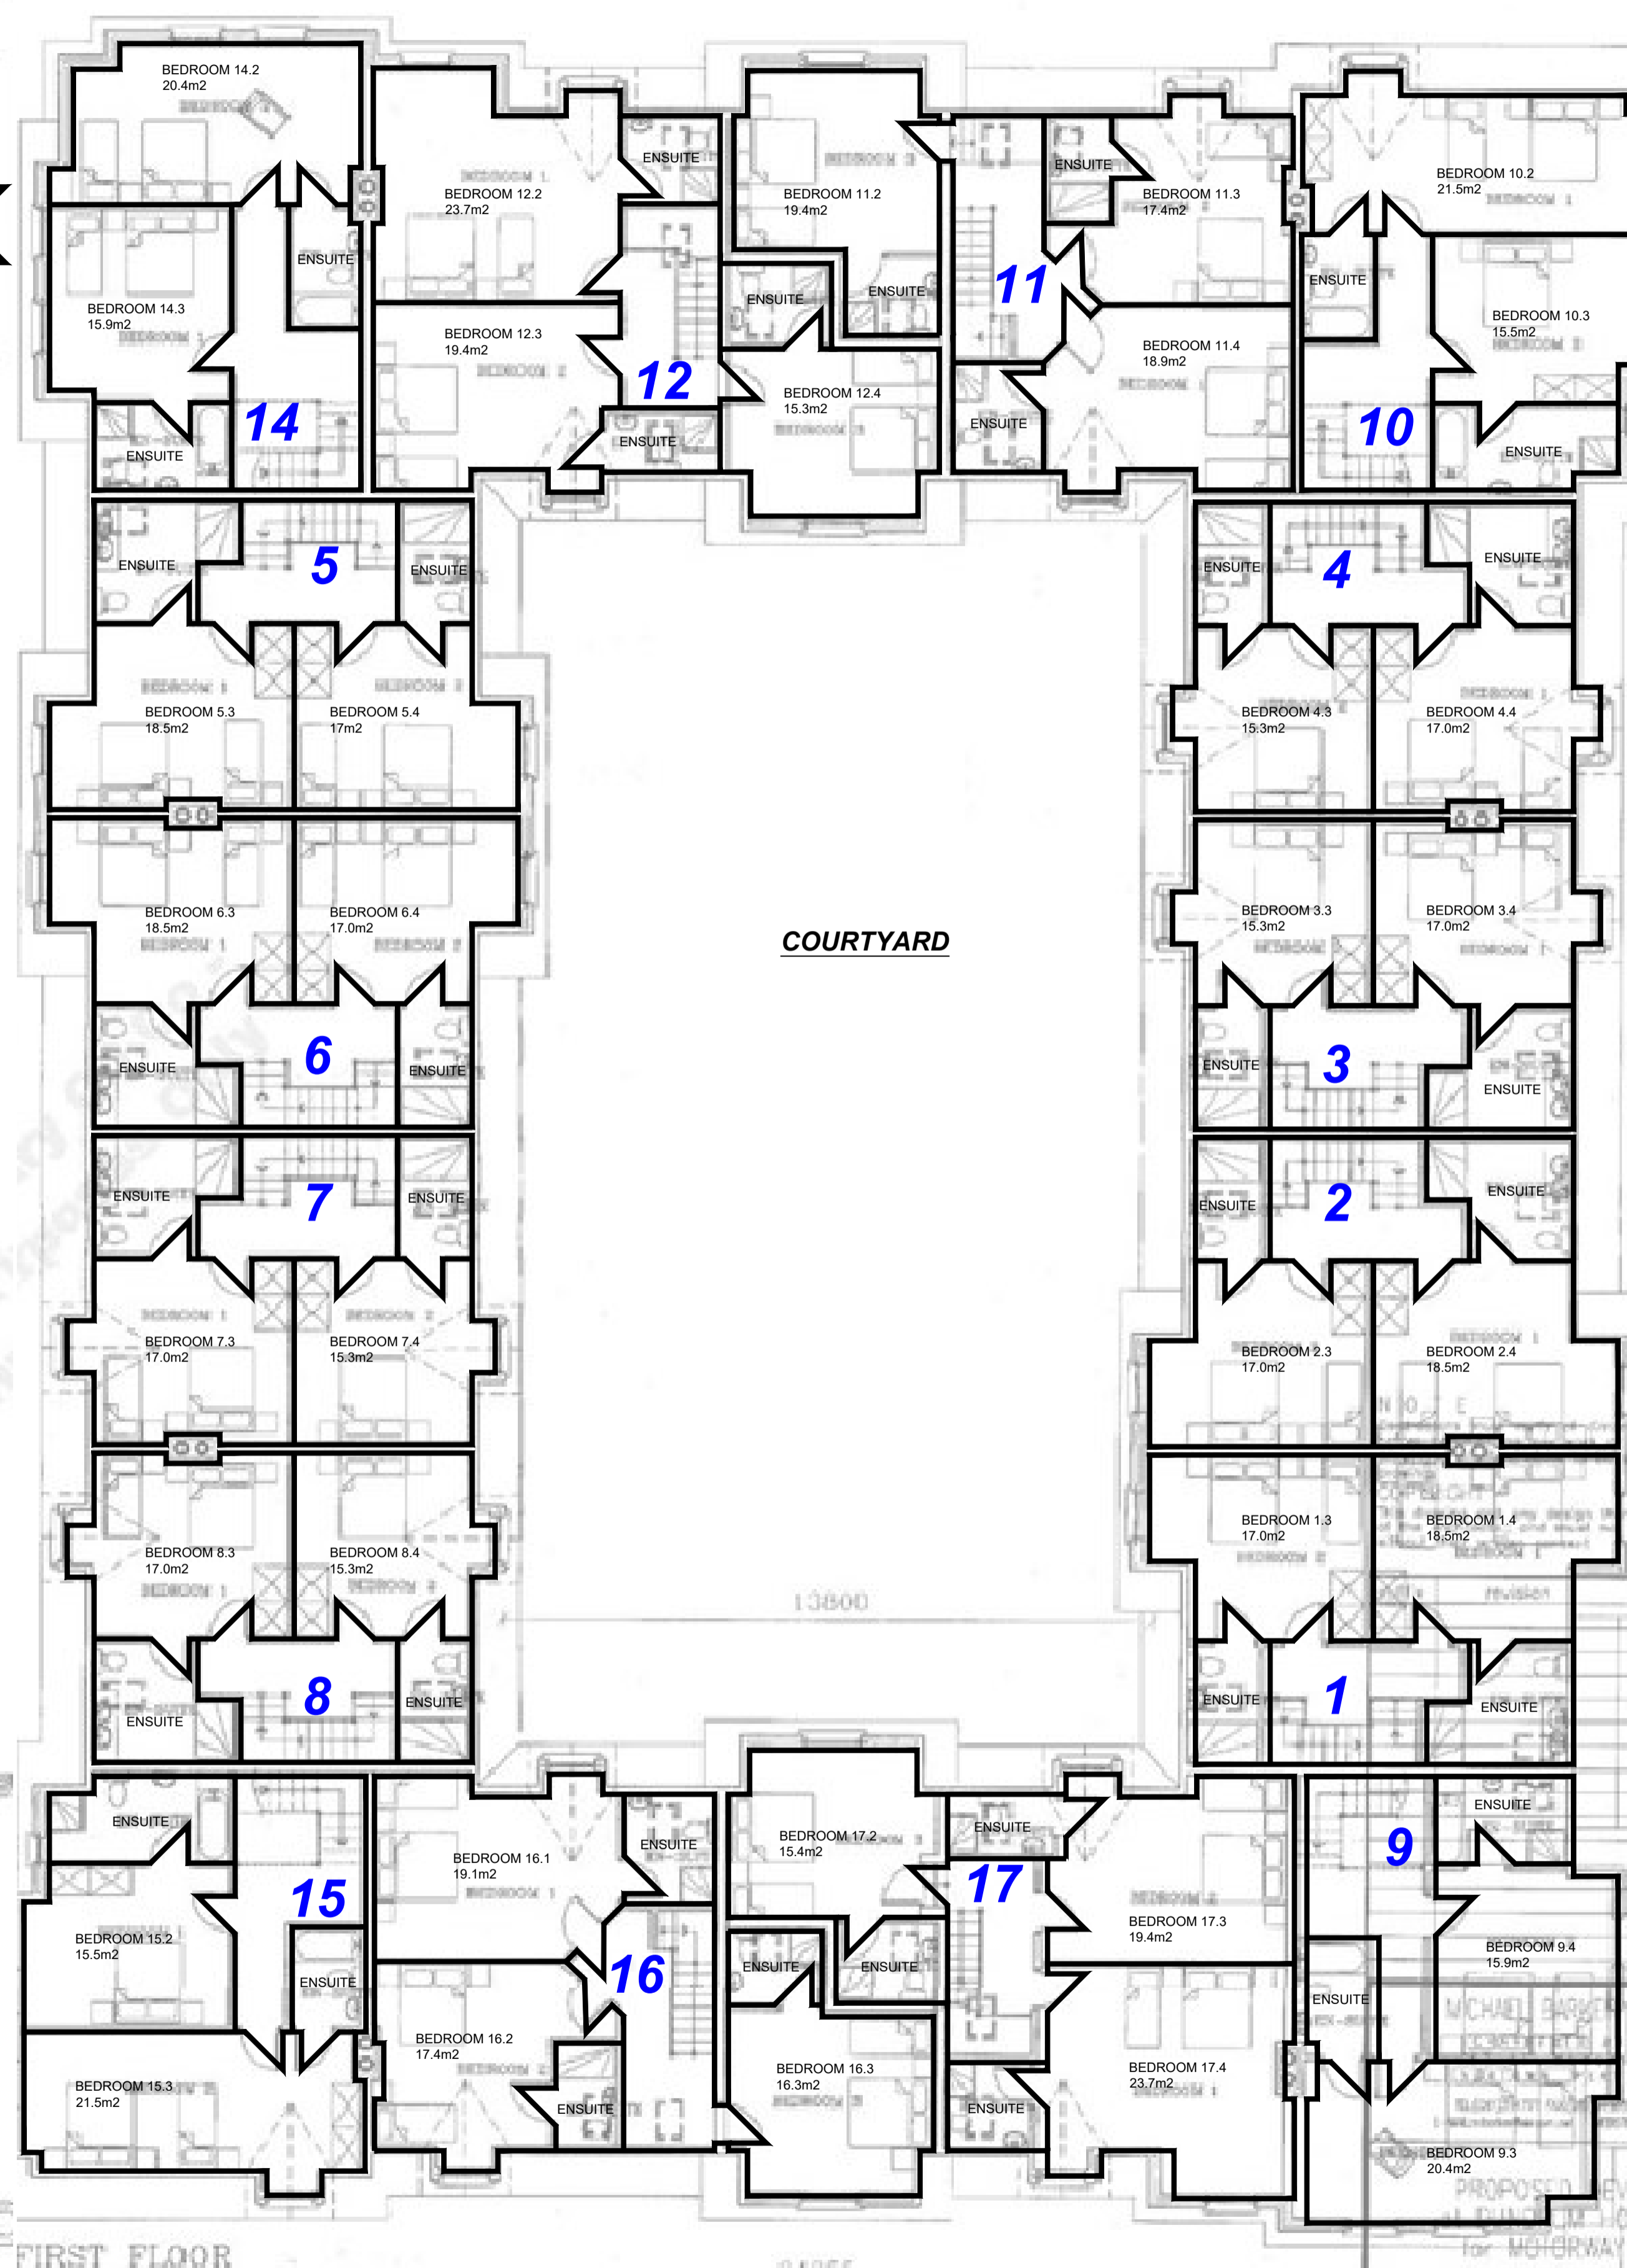 BEDROOM 14.2
20.4m2
BEDROOM 14.3
15.9m2
ENSUITE
ENSUITE
14
BEDROOM 12.2
23.7m2
ENSUITE
BEDROOM 12.3
19.4m2
12
ENSUITE
BEDROOM 11.2
19.4m2
ENSUITE
ENSUITE
BEDROOM 12.4
15.3m2
11
ENSUITE
BEDROOM 11.3
17.4m2
BEDROOM 11.4
18.9m2
ENSUITE
BEDROOM 10.2
21.5m2
ENSUITE
BEDROOM 10.3
15.5m2
10
ENSUITE
ENSUITE
5
ENSUITE
BEDROOM 5.3
18.5m2
BEDROOM 5.4
17m2
ENSUITE
4
ENSUITE
BEDROOM 4.3
15.3m2
BEDROOM 4.4
17.0m2
BEDROOM 6.3
18.5m2
BEDROOM 6.4
17.0m2
ENSUITE
6
ENSUITE
COURTYARD
BEDROOM 3.3
15.3m2
BEDROOM 3.4
17.0m2
ENSUITE
3
ENSUITE
ENSUITE
7
ENSUITE
BEDROOM 7.3
17.0m2
BEDROOM 7.4
15.3m2
ENSUITE
2
ENSUITE
BEDROOM 2.3
17.0m2
BEDROOM 2.4
18.5m2
BEDROOM 8.3
17.0m2
BEDROOM 8.4
15.3m2
ENSUITE
8
ENSUITE
BEDROOM 1.3
17.0m2
BEDROOM 1.4
18.5m2
revision
ENSUITE
1
ENSUITE
13800
ENSUITE
15
BEDROOM 15.2
15.5m2
ENSUITE
BEDROOM 15.3
21.5m2
BEDROOM 16.1
19.1m2
ENSUITE
16
BEDROOM 16.2
17.4m2
ENSUITE
BEDROOM 17.2
15.4m2
ENSUITE
ENSUITE
BEDROOM 16.3
16.3m2
ENSUITE
17
BEDROOM 17.3
19.4m2
BEDROOM 17.4
23.7m2
ENSUITE
9
ENSUITE
BEDROOM 9.4
15.9m2
ENSUITE
MICHAEL
BEDROOM 9.3
20.4m2
for MOTORWAY
FIRST FLOOR